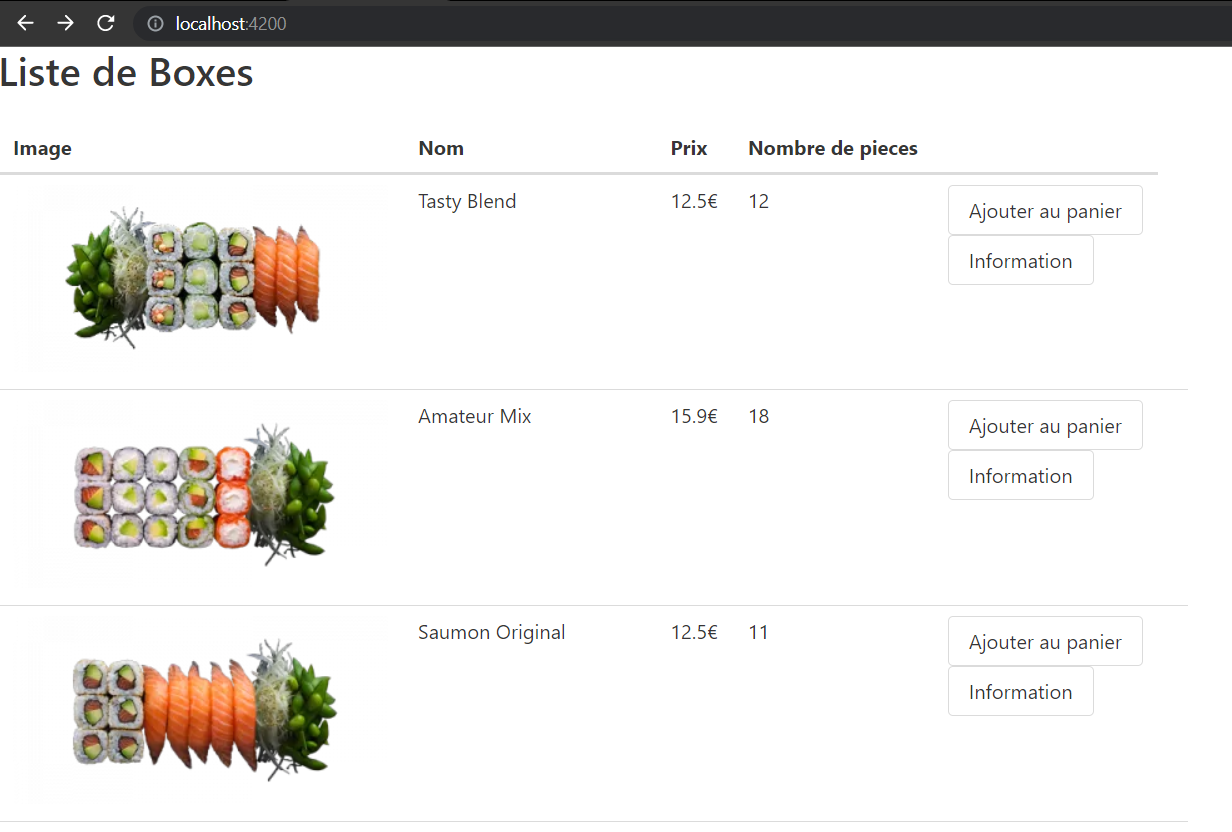 localhost:4200
Liste de Boxes
Image Nom Prix Nombre de pieces
Tasty Blend 12.5€ 12 Ajouter au panier
Information
Amateur Mix 15.9€ 18 Ajouter au panier
Information
Saumon Original 12.5€ 11 Ajouter au panier
Information